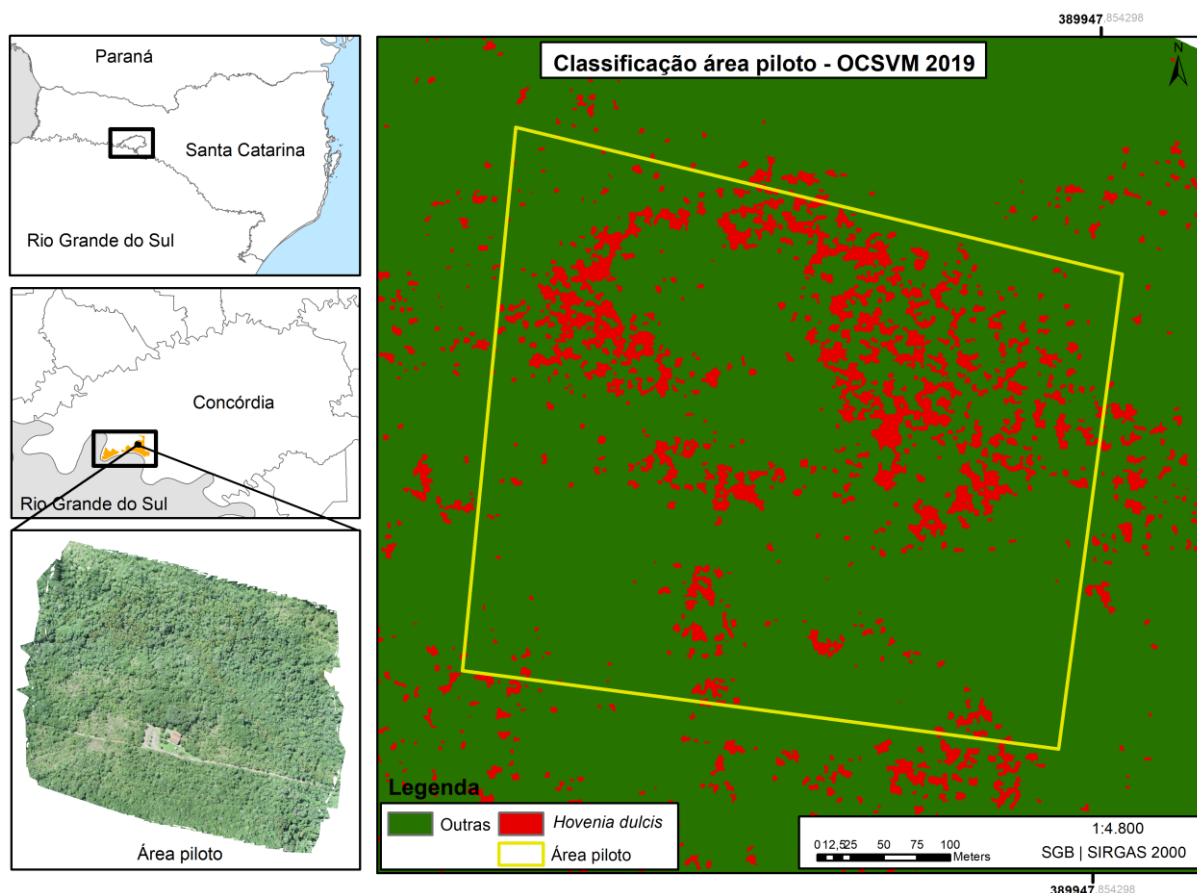 389947,854298
Paraná
Santa Catarina
Rio Grande do Sul
Concórdia
Rio Grande do Sul
Área piloto
Classificação área piloto - OCSVM 2019
N
Legenda
Outras
Hovenia dulcis
Área piloto
1:4.800
0 12,5 25 50 75 100
Meters
SGB | SIRGAS 2000
389947,854298